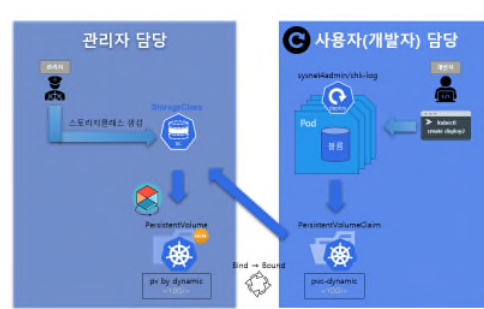 관리자 담당
관리자
StorageClass
스토리지클래스 생성
sc
PersistentVolume
pv by dynamic
Bind → Bound
C 사용자(개발자) 담당
sysnet4admin/chk-log
개발자
deploy
Pod
볼륨
kubectl
create deploy2
PersistentVolumeClaim
pvc-dynamic